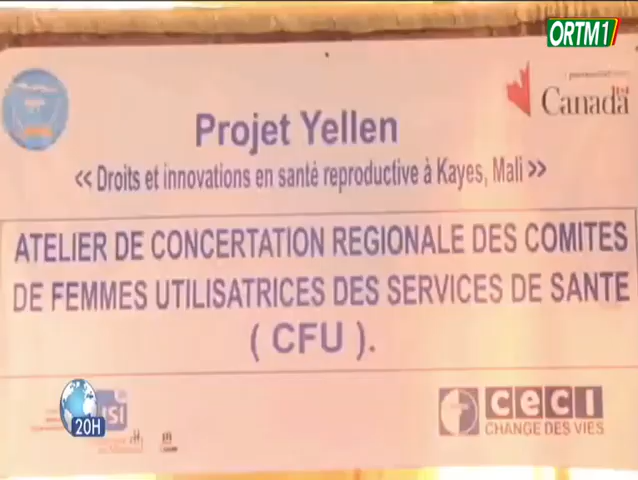 ORTM1
Canada
Projet Yellen
<< Droits et innovations en santé reproductive à Kayes, Mali >>
ATELIER DE CONCERTATION REGIONALE DES COMITES
DE FEMMES UTILISATRICES DES SERVICES DE SANTE
( CFU ).
ceci
CHANGE DES VIES
20H